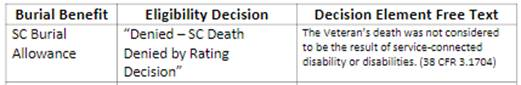 Burial Benefit Eligibility Decision Decision Element Free Text
SC Burial
Allowance
“Denied – SC Death
Denied by Rating
Decision”
The Veteran's death was not considered
to be the result of service-connected
disability or disabilities. (38 CFR 3.1704)